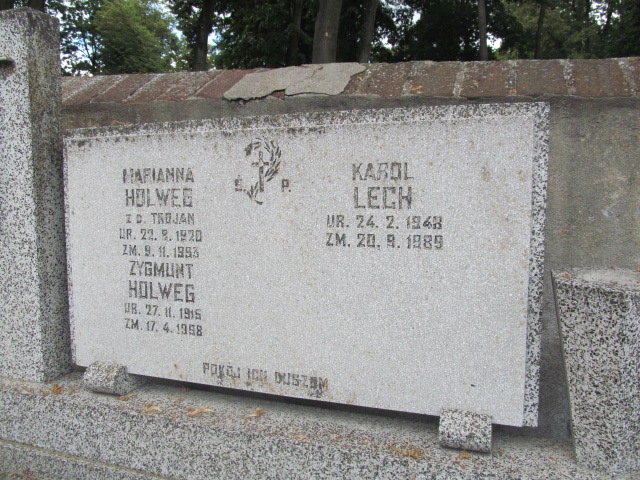 Ś. P.
MARIANNA
HOLWEG
Z D. TROJAN
UR. 22. 8. 1920
ZM. 9. 11. 1993
ZYGMUNT
HOLWEG
UR. 27. 11. 1915
ZM. 17. 4. 1998
KAROL
LECH
UR. 24. 2. 1948
ZM. 20. 9. 1989
POKÓJ ICH DUSZOM